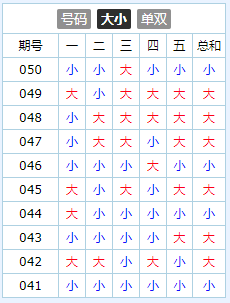 号码 大小 单双
期号 一 二 三 四 五 总和
050 小 小 大 小 小 小
049 大 小 大 大 大 大
048 小 大 大 大 大 大
047 小 大 大 小 大 大
046 小 小 小 大 小 小
045 大 小 大 小 大 大
044 大 小 小 小 小 小
043 小 小 小 小 大 大
042 大 大 小 大 小 大
041 小 小 小 小 小 小